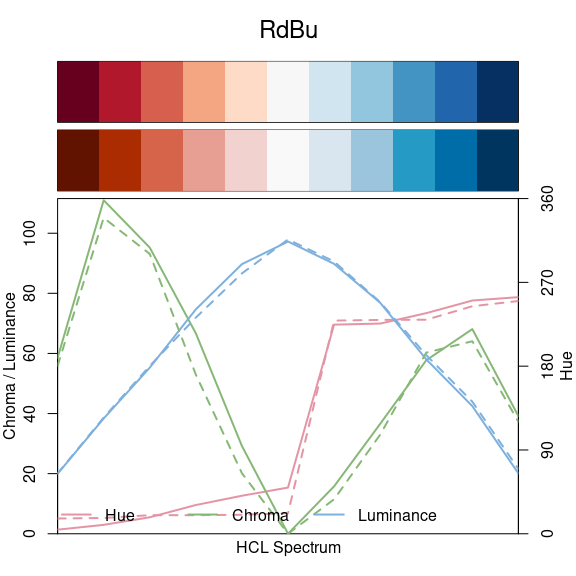 RdBu
Chroma / Luminance
0
20
40
60
80
100
0
90
180
270
360
Hue
Hue
Chroma
Luminance
HCL Spectrum